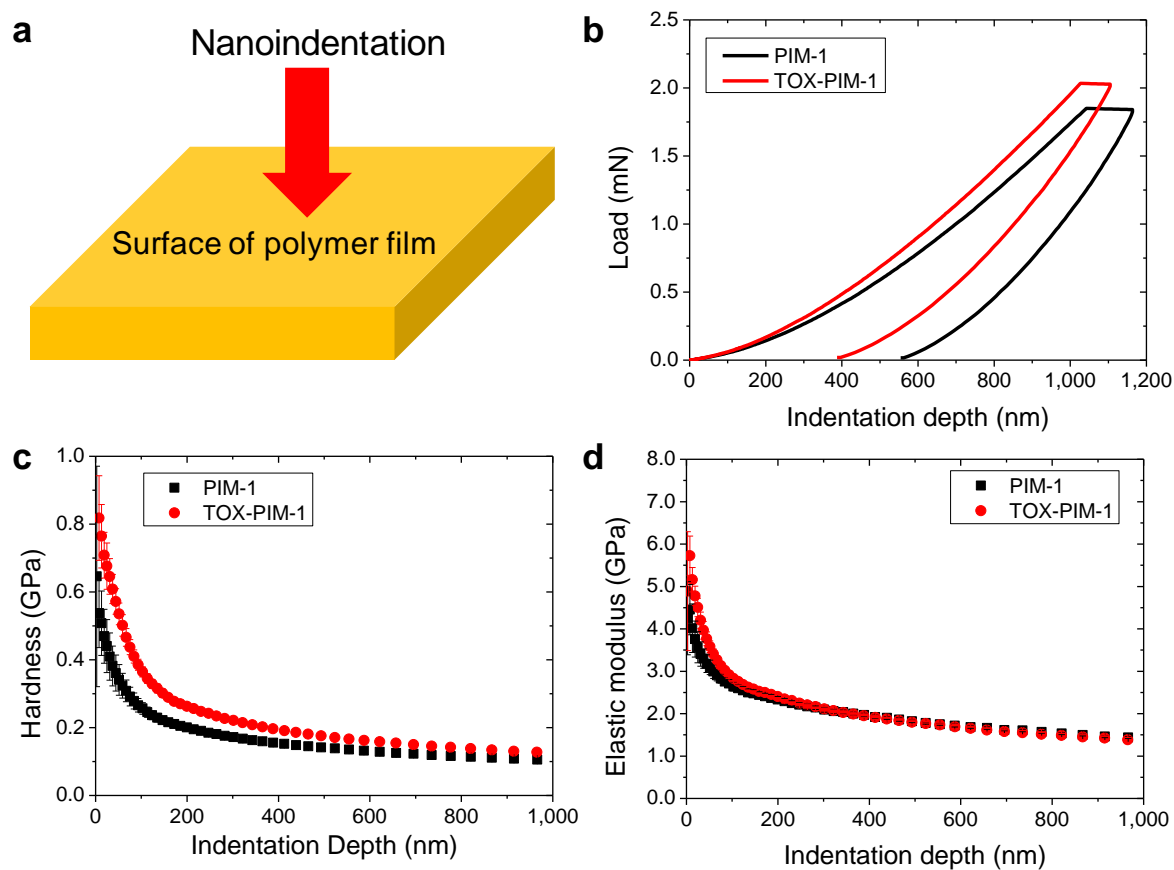 a
Nanoindentation
Surface of polymer film
b
PIM-1
TOX-PIM-1
2.5
2.0
1.5
1.0
0.5
0.0
Load (mN)
0 200 400 600 800 1,000 1,200
Indentation depth (nm)
c
PIM-1
TOX-PIM-1
1.0
0.8
0.6
0.4
0.2
0.0
Hardness (GPa)
0 200 400 600 800 1,000
Indentation Depth (nm)
d
PIM-1
TOX-PIM-1
8.0
7.0
6.0
5.0
4.0
3.0
2.0
1.0
0.0
Elastic modulus (GPa)
0 200 400 600 800 1,000
Indentation depth (nm)